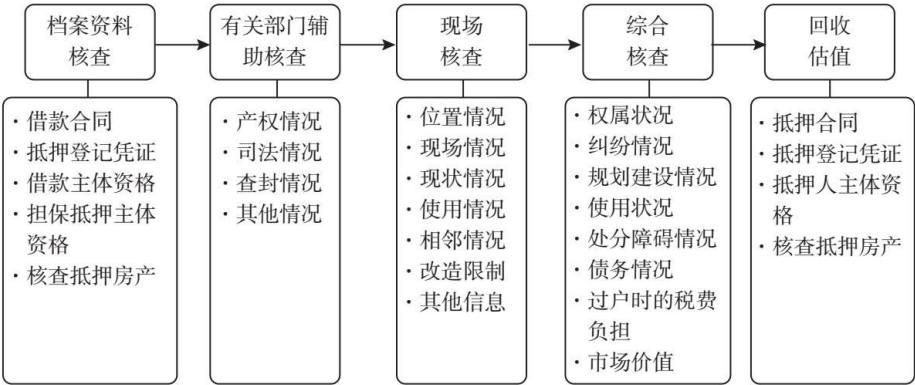 档案资料
核查
有关部门辅
助核查
现场
核查
综合
核查
回收
估值
·借款合同
·抵押登记凭证
·借款主体资格
·担保抵押主体
资格
·核查抵押房产
·产权情况
·司法情况
·查封情况
·其他情况
·位置情况
·现场情况
·现状情况
·使用情况
·相邻情况
·改造限制
·其他信息
·权属状况
·纠纷情况
·规划建设情况
·使用状况
·处分障碍情况
·债务情况
·过户时的税费
负担
·市场价值
·抵押合同
·抵押登记凭证
·抵押人主体资
格
·核查抵押房产